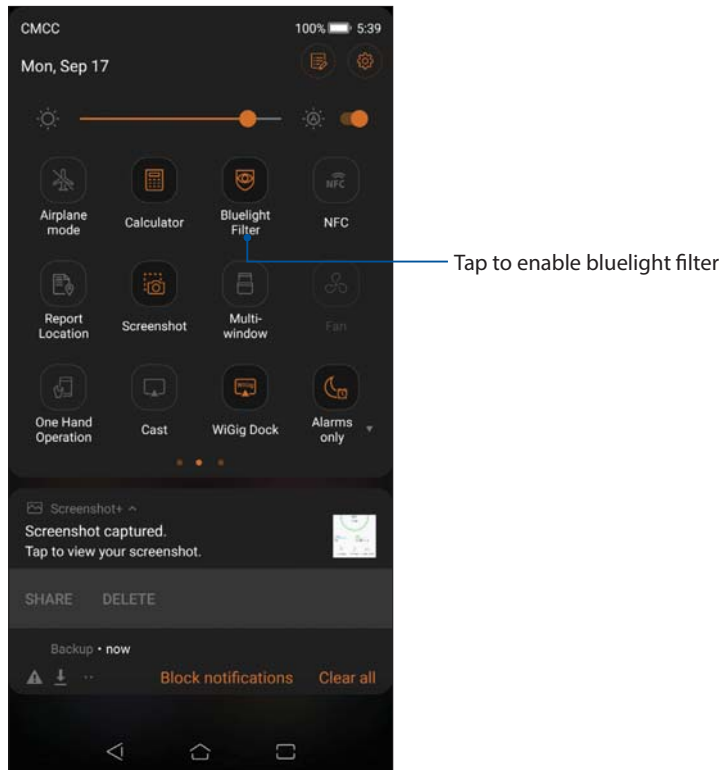 CMCC 100% 5:39
Mon, Sep 17
A
NFC
Airplane mode Calculator Bluelight Filter NFC
Tap to enable bluelight filter
Report Location Screenshot Multi-window Fan
WiGig
One Hand Operation Cast WiGig Dock Alarms only
Screenshot+
Screenshot captured.
Tap to view your screenshot.
SHARE DELETE
Backup • now
Block notifications Clear all